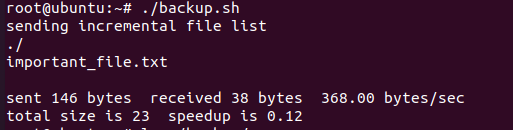 root@ubuntu:~# ./backup.sh
sending incremental file list
./
important_file.txt
sent 146 bytes  received 38 bytes  368.00 bytes/sec
total size is 23  speedup is 0.12